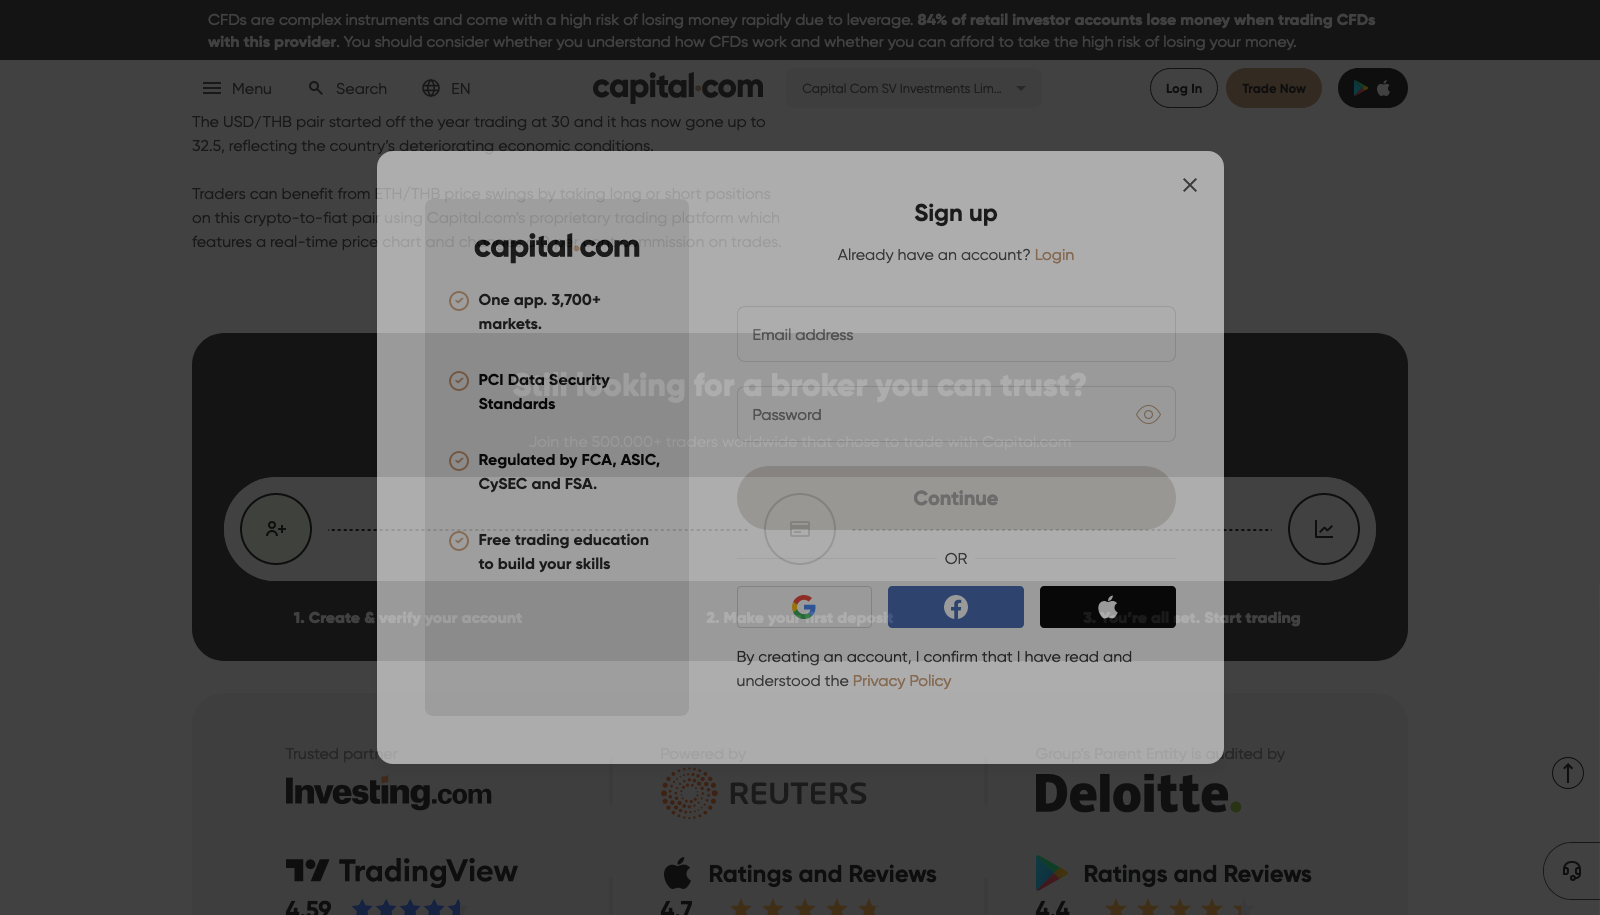 CFDs are complex instruments and come with a high risk of losing money rapidly due to leverage. 84% of retail investor accounts lose money when trading CFDs
with this provider. You should consider whether you understand how CFDs work and whether you can afford to take the high risk of losing your money.
Menu
Search
EN
capital.com
Capital Com SV Investments Lim...
Log In
Trade Now
The USD/THB pair started off the year trading at 30 and it has now gone up to
32.5, reflecting the country's deteriorating economic conditions.
Traders can benefit from ETH/THB price swings by taking long or short positions
on this crypto-to-fiat pair using Capital.com's proprietary trading platform which
features a real-time price chart and commission on trades.
capital.com
One app. 3,700+
markets.
PCI Data Security
Standards
Regulated by FCA, ASIC,
CySEC and FSA.
Free trading education
to build your skills
Sign up
Already have an account? Login
Email address
Password
Continue
OR
By creating an account, I confirm that I have read and
understood the Privacy Policy
Still looking for a broker you can trust?
Join the 500.000+ traders worldwide that chose to trade with Capital.com
1. Create & verify your account
2. Make your first deposit
3. You're all set. Start trading
Trusted partner
Investing.com
Powered by
REUTERS
Group's Parent Entity is audited by
Deloitte.
TradingView
4.59
Ratings and Reviews
4.7
Ratings and Reviews
4.4